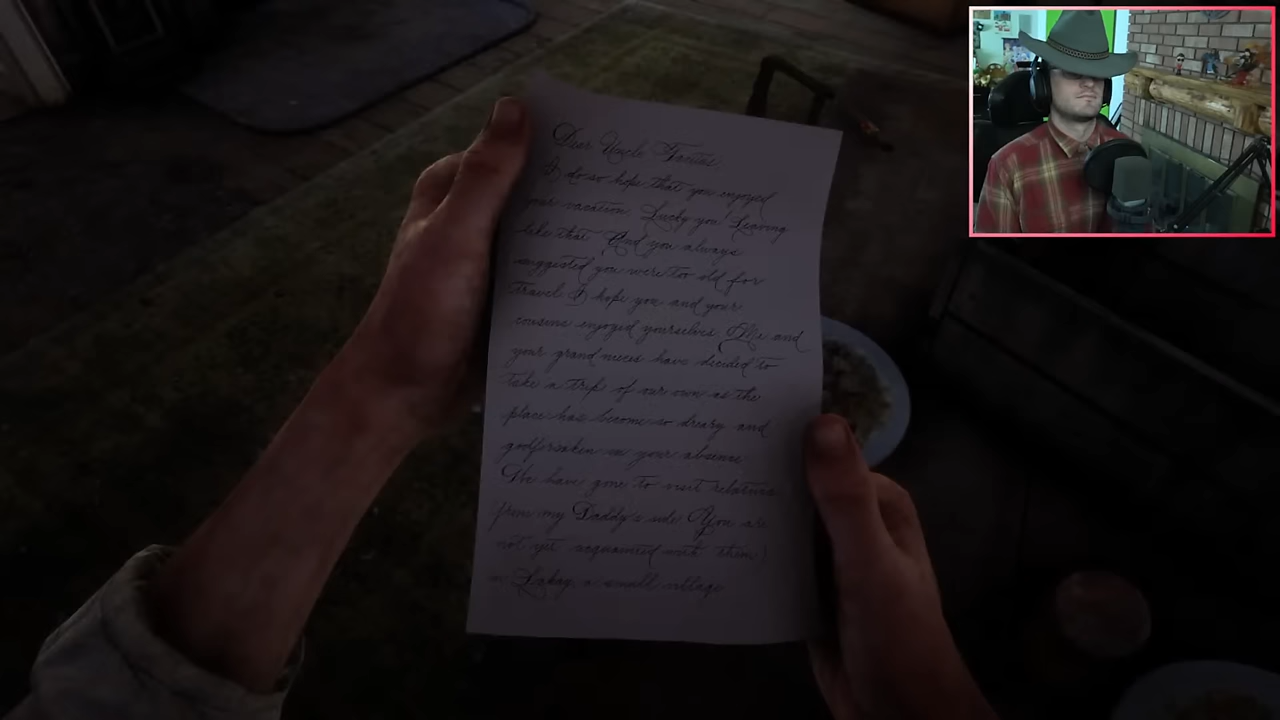 Dear Uncle Tacitus,
I do so hope that you enjoyed
your vacation. Lucky you! Leaving
like that. And you always
suggested you were too old for
travel. I hope you and your
cousins enjoyed yourselves. Me and
your grand nieces have decided to
take a trip of our own as the
place has become so dreary and
godforsaken in your absence.
We have gone to visit relatives
from my Daddy's side (You are
not yet acquainted with them)
in Lakay, a small village